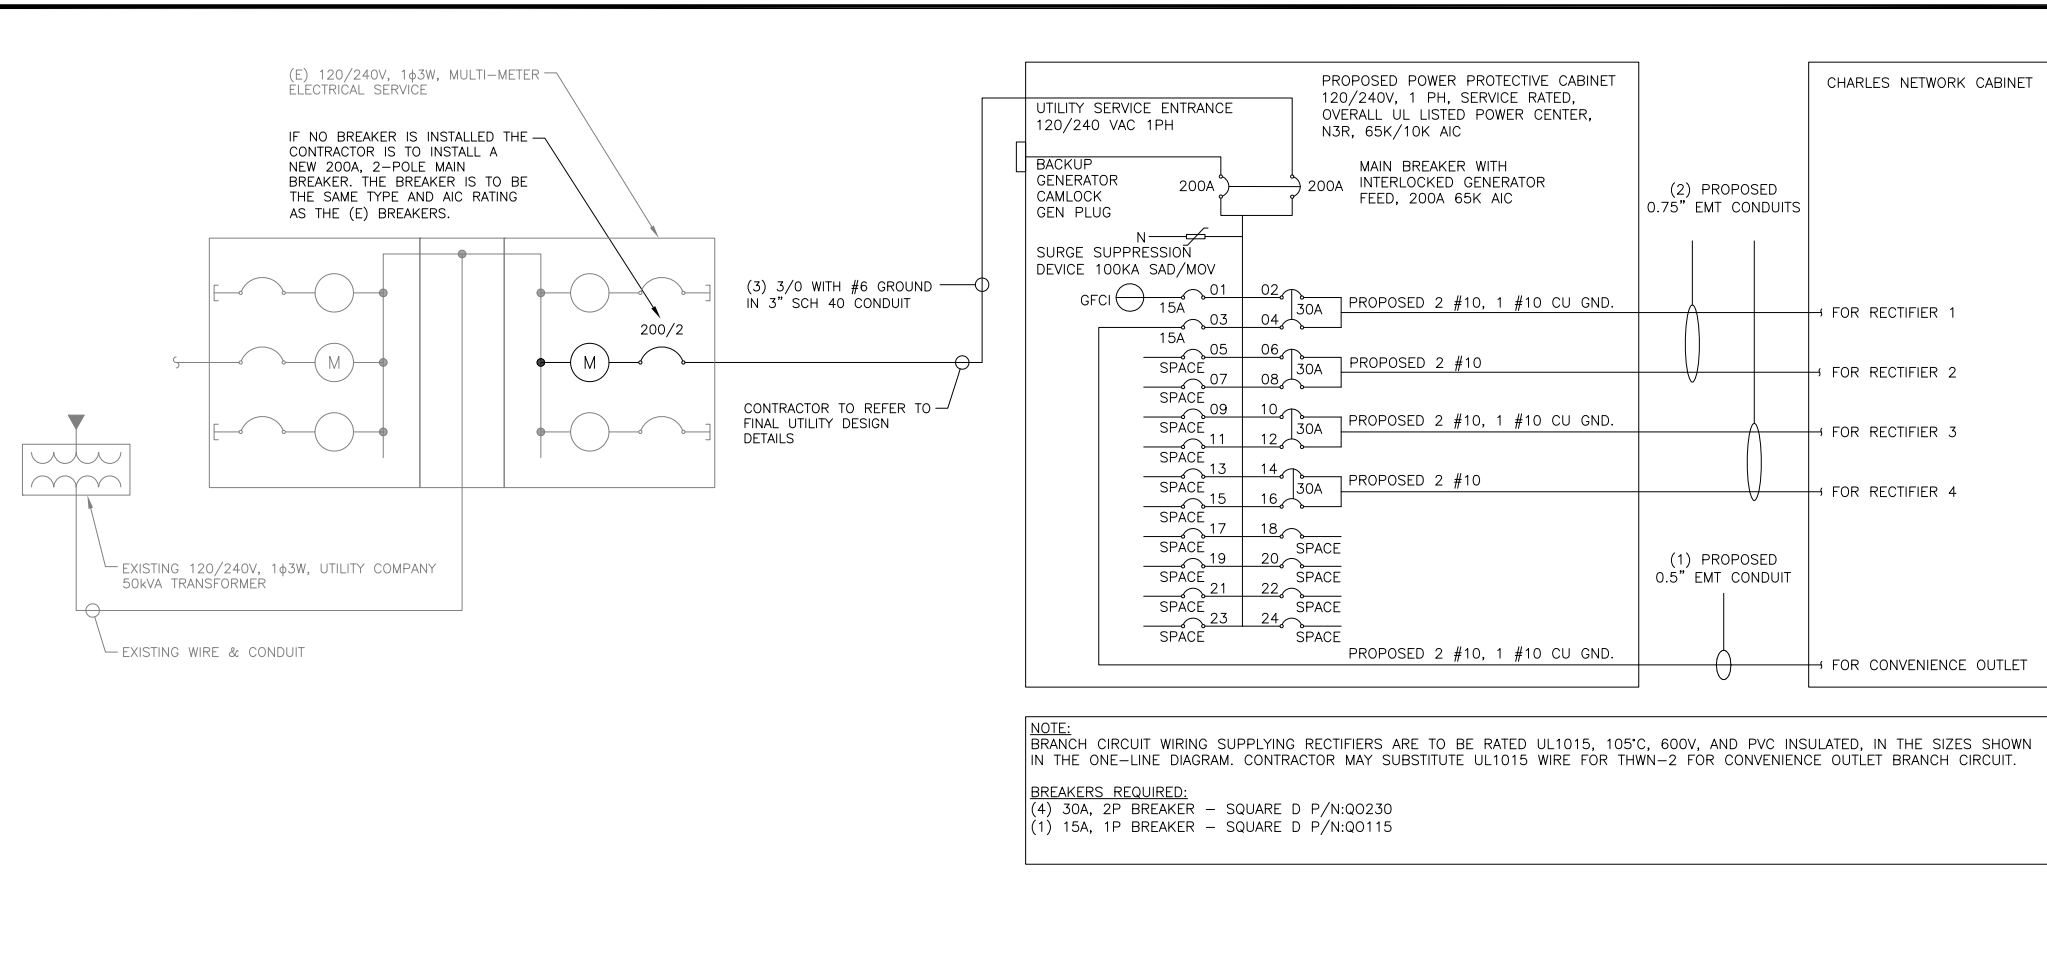 (E) 120/240V, 1ϕ3W, MULTI-METER
ELECTRICAL SERVICE
IF NO BREAKER IS INSTALLED THE
CONTRACTOR IS TO INSTALL A
NEW 200A, 2-POLE MAIN
BREAKER. THE BREAKER IS TO BE
THE SAME TYPE AND AIC RATING
AS THE (E) BREAKERS.
200/2
M
M
EXISTING 120/240V, 1ϕ3W, UTILITY COMPANY
50kVA TRANSFORMER
EXISTING WIRE & CONDUIT
(3) 3/0 WITH #6 GROUND
IN 3" SCH 40 CONDUIT
CONTRACTOR TO REFER TO
FINAL UTILITY DESIGN
DETAILS
UTILITY SERVICE ENTRANCE
120/240 VAC 1PH
PROPOSED POWER PROTECTIVE CABINET
120/240V, 1 PH, SERVICE RATED,
OVERALL UL LISTED POWER CENTER,
N3R, 65K/10K AIC
BACKUP
GENERATOR
CAMLOCK
GEN PLUG
200A
200A
MAIN BREAKER WITH
INTERLOCKED GENERATOR
FEED, 200A 65K AIC
N
SURGE SUPPRESSION
DEVICE 100KA SAD/MOV
GFCI
01 02
15A 30A
PROPOSED 2 #10, 1 #10 CU GND.
03 04
15A
05 06
SPACE 30A
PROPOSED 2 #10
07 08
SPACE
09 10
SPACE 30A
PROPOSED 2 #10, 1 #10 CU GND.
11 12
SPACE
13 14
SPACE 30A
PROPOSED 2 #10
15 16
SPACE
17 18
SPACE SPACE
19 20
SPACE SPACE
21 22
SPACE SPACE
23 24
SPACE SPACE
PROPOSED 2 #10, 1 #10 CU GND.
(2) PROPOSED
0.75" EMT CONDUITS
(1) PROPOSED
0.5" EMT CONDUIT
CHARLES NETWORK CABINET
FOR RECTIFIER 1
FOR RECTIFIER 2
FOR RECTIFIER 3
FOR RECTIFIER 4
FOR CONVENIENCE OUTLET
NOTE:
BRANCH CIRCUIT WIRING SUPPLYING RECTIFIERS ARE TO BE RATED UL1015, 105°C, 600V, AND PVC INSULATED, IN THE SIZES SHOWN
IN THE ONE-LINE DIAGRAM. CONTRACTOR MAY SUBSTITUTE UL1015 WIRE FOR THWN-2 FOR CONVENIENCE OUTLET BRANCH CIRCUIT.
BREAKERS REQUIRED:
(4) 30A, 2P BREAKER - SQUARE D P/N:QO230
(1) 15A, 1P BREAKER - SQUARE D P/N:QO115